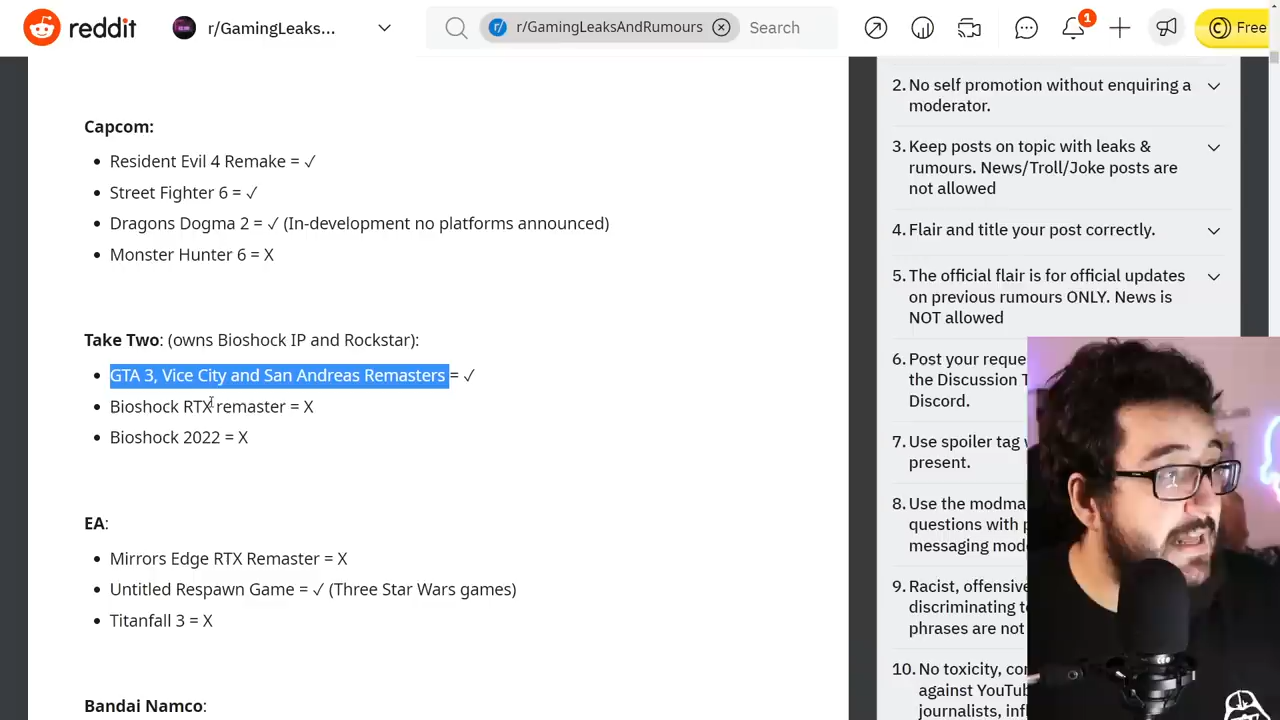 reddit
r/GamingLeaks...
r/GamingLeaksAndRumours
Search
1
Free
Capcom:
• Resident Evil 4 Remake = ✓
• Street Fighter 6 = ✓
• Dragons Dogma 2 = ✓ (In-development no platforms announced)
• Monster Hunter 6 = X
Take Two: (owns Bioshock IP and Rockstar):
• GTA 3, Vice City and San Andreas Remasters = ✓
• Bioshock RTX remaster = X
• Bioshock 2022 = X
EA:
• Mirrors Edge RTX Remaster = X
• Untitled Respawn Game = ✓ (Three Star Wars games)
• Titanfall 3 = X
Bandai Namco:
2. No self promotion without enquiring a
moderator.
3. Keep posts on topic with leaks &
rumours. News/Troll/Joke posts are
not allowed
4. Flair and title your post correctly.
5. The official flair is for official updates
on previous rumours ONLY. News is
NOT allowed
6. Post your reque
the Discussion T
Discord.
7. Use spoiler tag
present.
8. Use the modma
questions with
messaging mod
9. Racist, offensive
discriminating t
phrases are not
10. No toxicity, co
against YouTub
journalists, infl